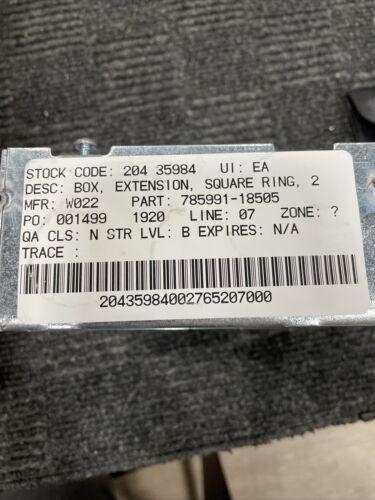 STOCK CODE: 204 35984 UI: EA
DESC: BOX, EXTENSION, SQUARE RING, 2
MFR: W022 PART: 785991-18505
PO: 001499 1920 LINE: 07 ZONE: ?
QA CLS: N STR LVL: B EXPIRES: N/A
TRACE :
20435984002765207000